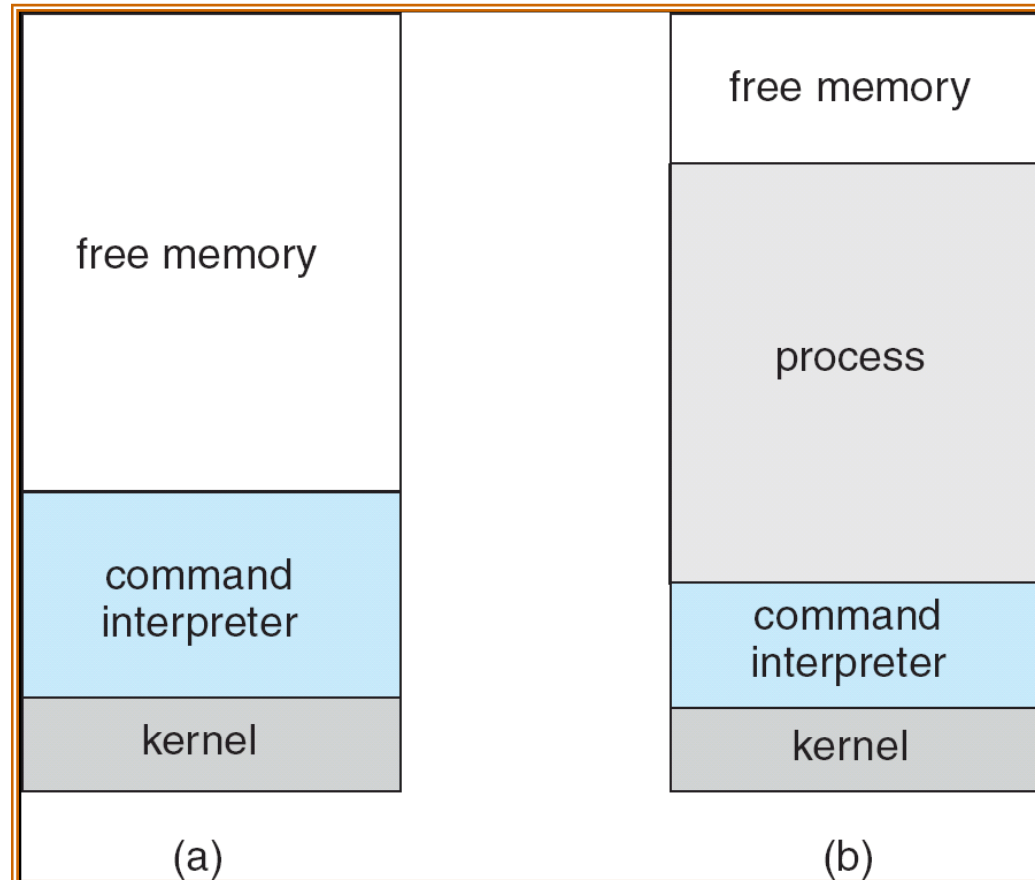 free memory
command
interpreter
kernel
(a)
free memory
process
command
interpreter
kernel
(b)